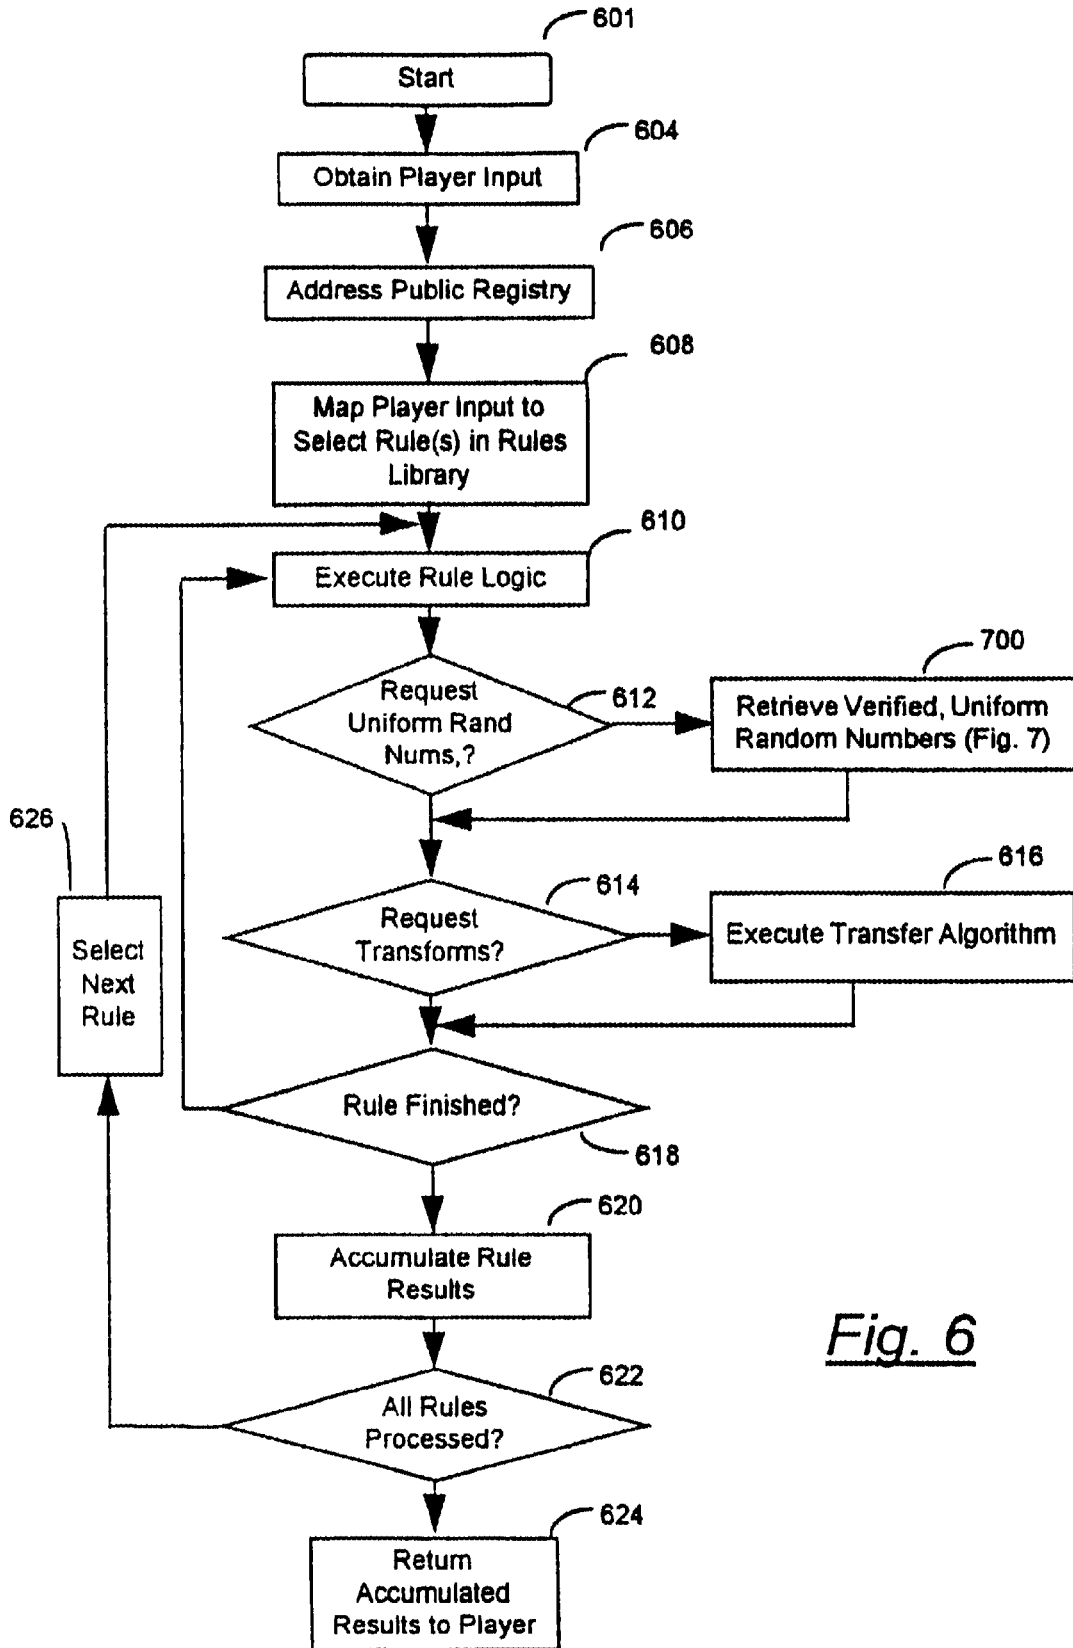 601
Start
604
Obtain Player Input
606
Address Public Registry
608
Map Player Input to
Select Rule(s) in Rules
Library
610
Execute Rule Logic
Request
Uniform Rand
Nums,?
612
700
Retrieve Verified, Uniform
Random Numbers (Fig. 7)
626
Select
Next
Rule
614
Request
Transforms?
616
Execute Transfer Algorithm
Rule Finished?
618
620
Accumulate Rule
Results
622
All Rules
Processed?
624
Return
Accumulated
Results to Player
Fig. 6